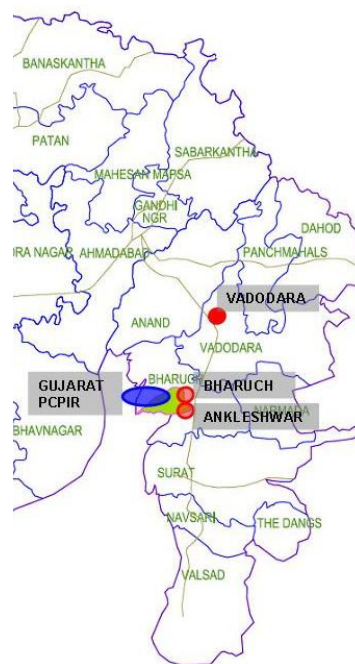 BANASKANTHA
PATAN
SABARKANTHA
MAHESAR MAPSA
GANDHI
NGR
DAHOD
RA NAGAR
AHMADABAD
PANCHMAHALS
VADODARA
ANAND
VADODARA
BHARUCH
GUJARAT
PCPIR
BHARUCH
ANKLESHWAR
NARMADA
BHAVNAGAR
SURAT
NAVSARI
THE DANGS
VALSAD